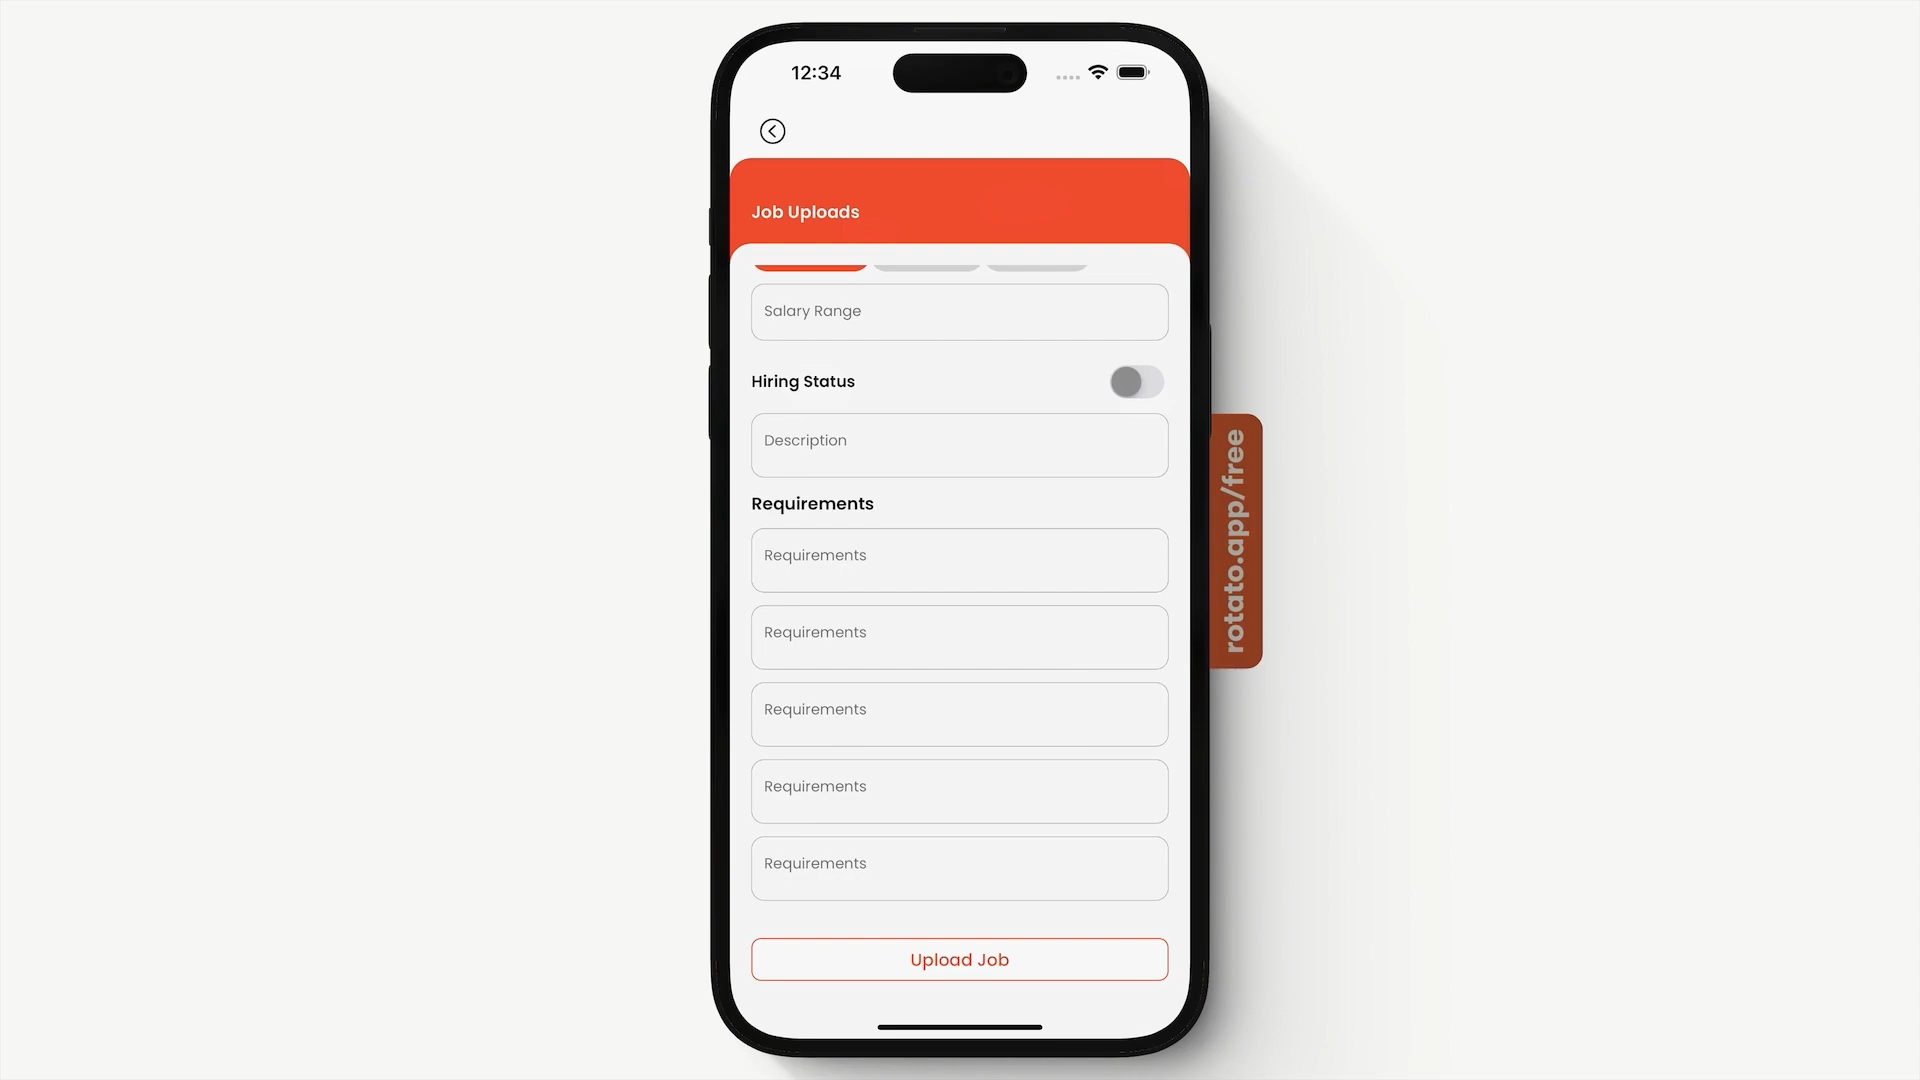 12:34
Job Uploads
Salary Range
Hiring Status
Description
Requirements
Requirements
Requirements
Requirements
Requirements
Requirements
Upload Job
rotato.app/free